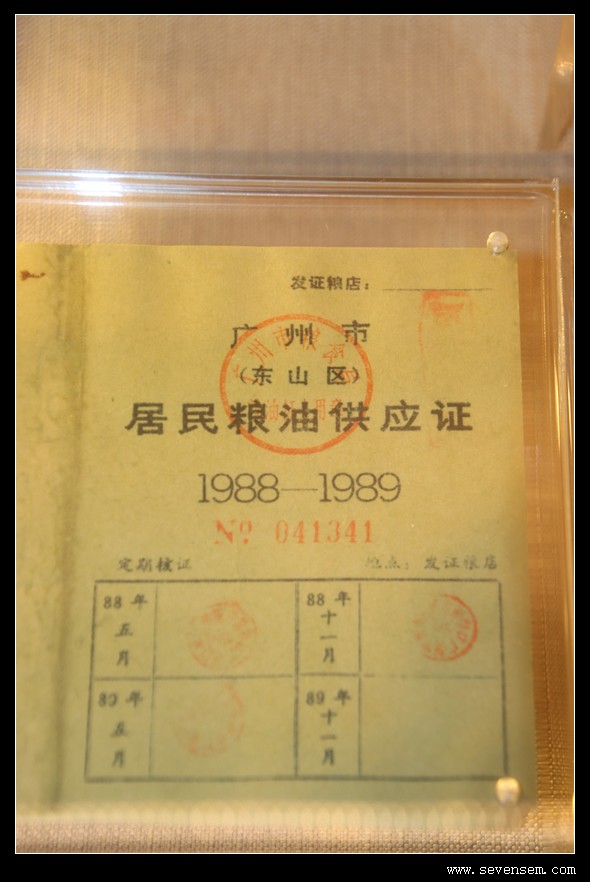 发证粮店：
广州市
（东山区）
居民粮油供应证
1988—1989
№ 041341
定期核证 地点：发证粮店
88年五月 88年十一月
89年五月 89年十一月
www.sevensem.com